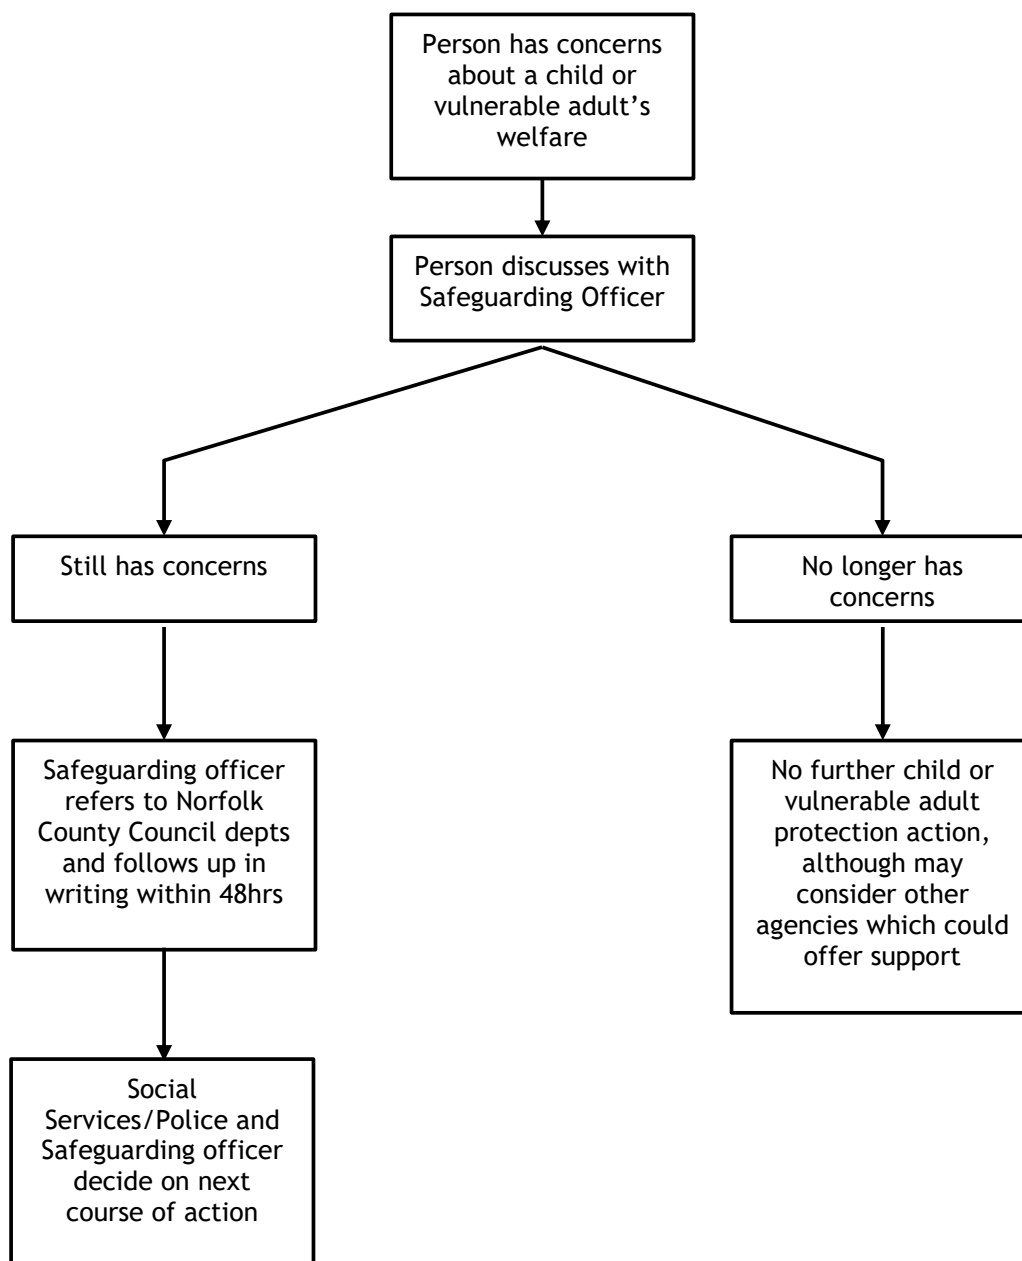 Person has concerns
about a child or
vulnerable adult’s
welfare
Person discusses with
Safeguarding Officer
Still has concerns
No longer has
concerns
Safeguarding officer
refers to Norfolk
County Council depts
and follows up in
writing within 48hrs
No further child or
vulnerable adult
protection action,
although may
consider other
agencies which could
offer support
Social
Services/Police and
Safeguarding officer
decide on next
course of action